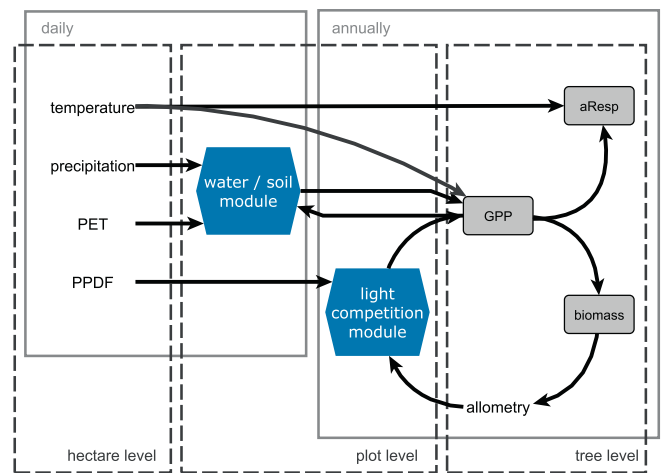 daily
annually
temperature
aResp
precipitation
water / soil
module
GPP
PET
PPDF
light
competition
module
biomass
allometry
hectare level
plot level
tree level